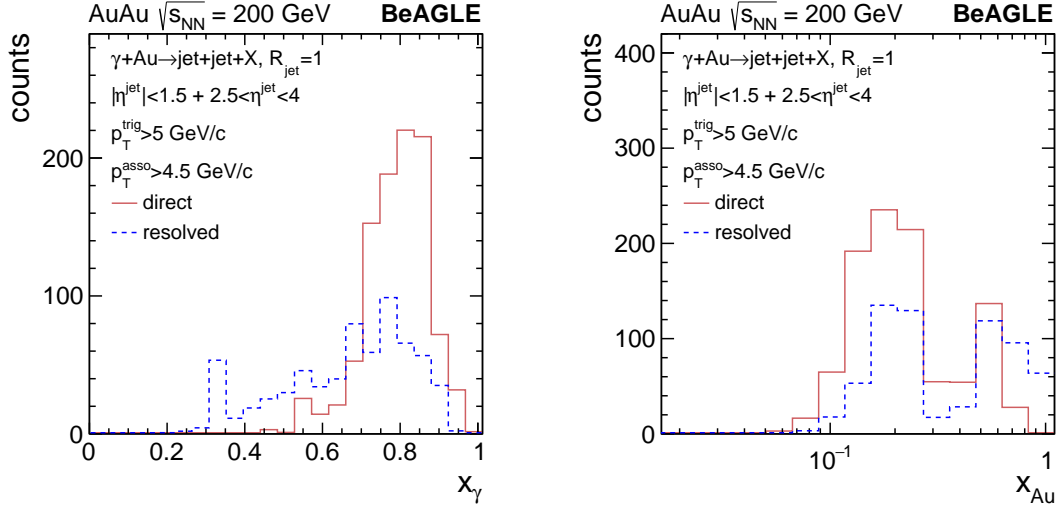 AuAu √s_NN = 200 GeV BeAGLE
counts
γ+Au→jet+jet+X, R_jet=1
|η^jet|<1.5 + 2.5<η^jet<4
p_T^trig>5 GeV/c
p_T^asso>4.5 GeV/c
direct
resolved
200
100
0
0 0.2 0.4 0.6 0.8 1
x_γ
AuAu √s_NN = 200 GeV BeAGLE
counts
γ+Au→jet+jet+X, R_jet=1
|η^jet|<1.5 + 2.5<η^jet<4
p_T^trig>5 GeV/c
p_T^asso>4.5 GeV/c
direct
resolved
400
300
200
100
0
10⁻¹ 1
x_Au